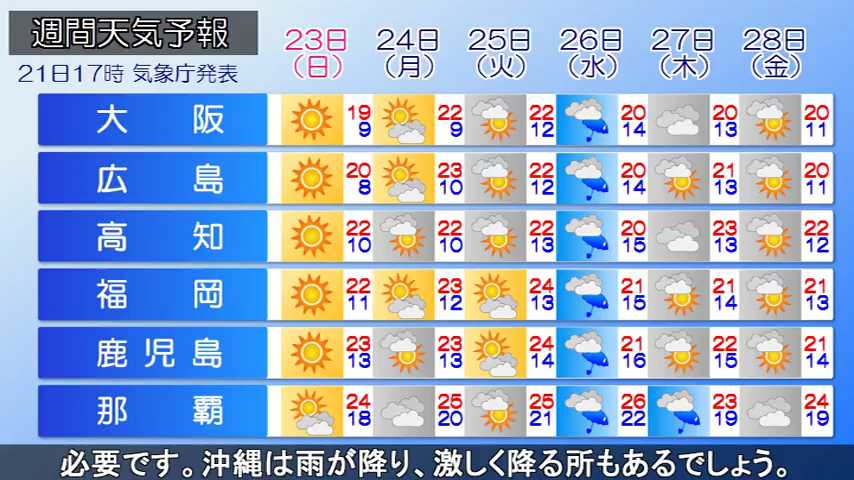 週間天気予報
21日17時 気象庁発表
23日 24日 25日 26日 27日 28日
(日) (月) (火) (水) (木) (金)
大阪 19 22 22 20 20 20
9 9 12 14 13 11
広島 20 23 22 20 21 20
8 10 12 14 13 11
高知 22 22 22 20 23 22
10 10 13 15 13 12
福岡 22 23 24 21 21 21
11 12 13 15 14 13
鹿児島 23 23 24 21 22 21
13 13 14 16 15 14
那覇 24 25 25 26 23 24
18 20 21 22 19 19
必要です。沖縄は雨が降り、激しく降る所もあるでしょう。